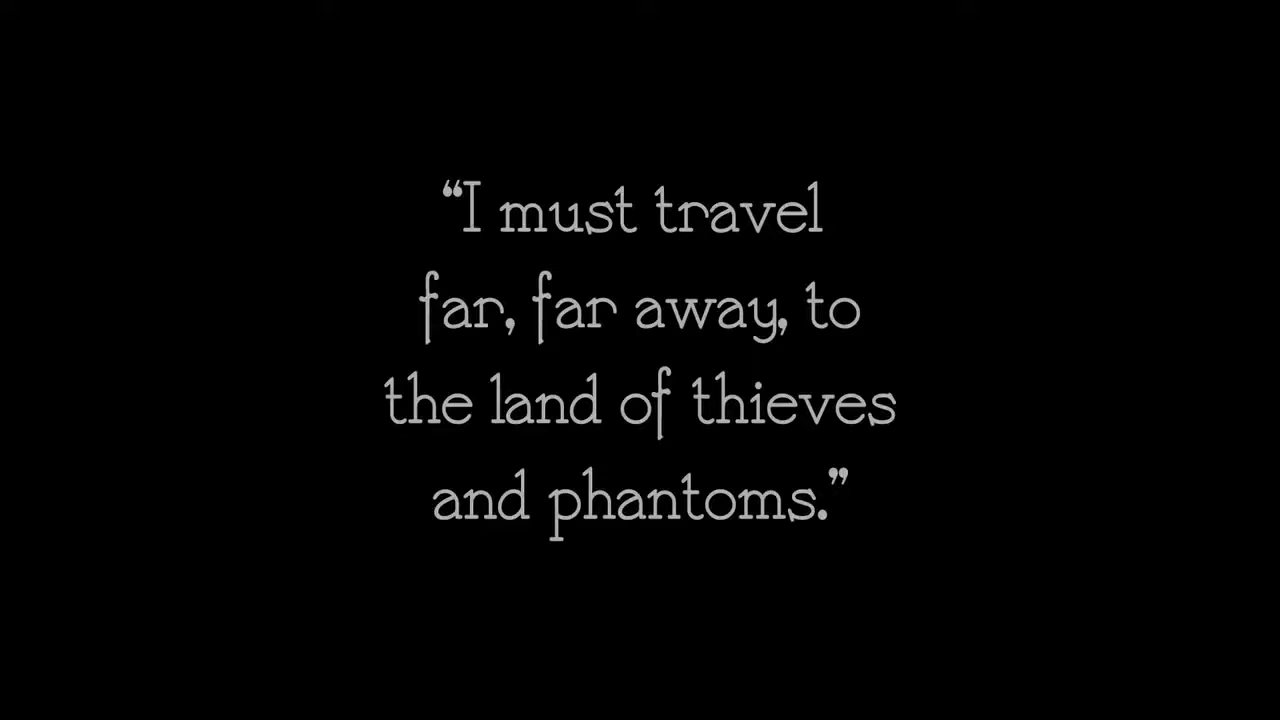 “I must travel
far, far away, to
the land of thieves
and phantoms.”